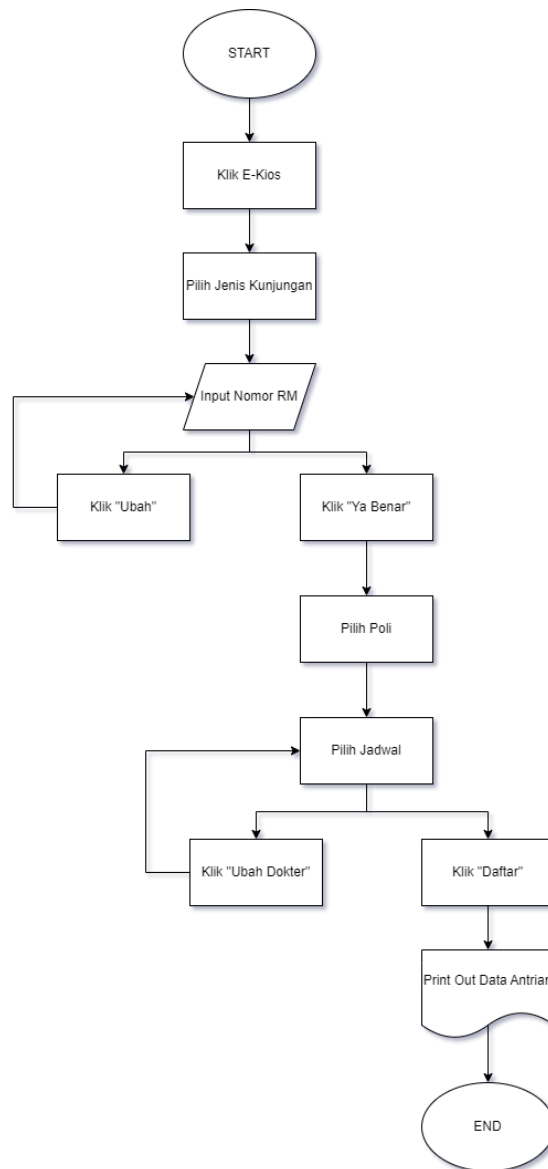 START
Klik E-Kios
Pilih Jenis Kunjungan
Input Nomor RM
Klik "Ubah"
Klik "Ya Benar"
Pilih Poli
Pilih Jadwal
Klik "Ubah Dokter"
Klik "Daftar"
Print Out Data Antrian
END